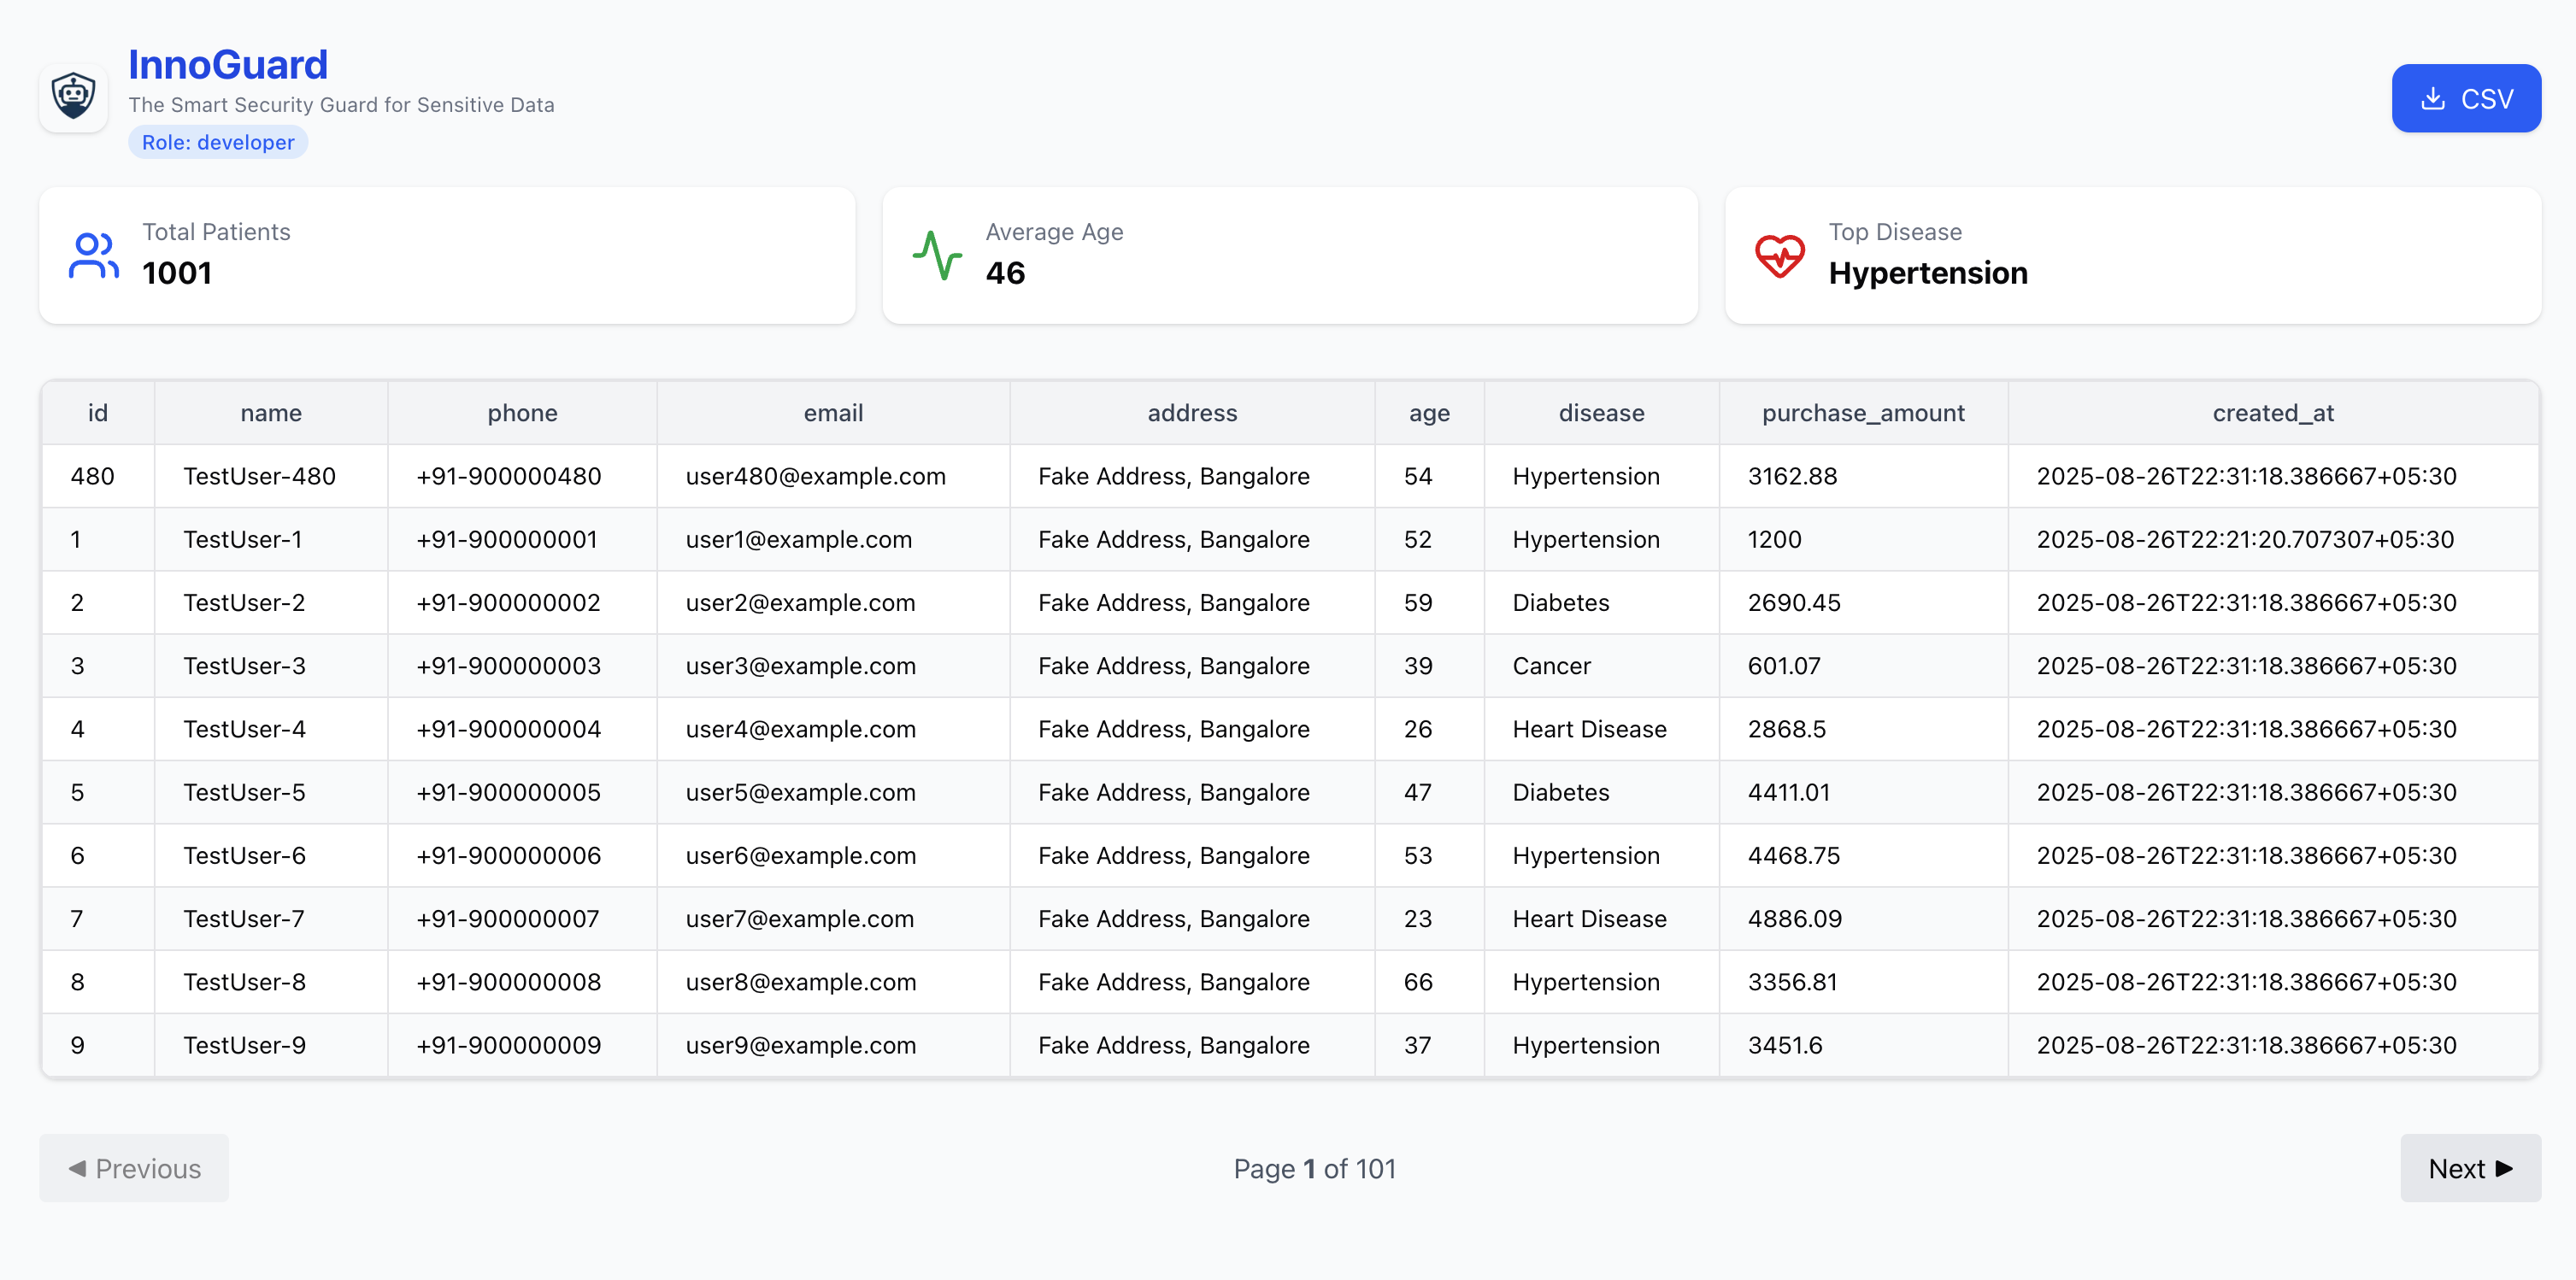 InnoGuard
The Smart Security Guard for Sensitive Data
Role: developer
CSV
Total Patients
1001
Average Age
46
Top Disease
Hypertension
id name phone email address age disease purchase_amount created_at
480 TestUser-480 +91-900000480 user480@example.com Fake Address, Bangalore 54 Hypertension 3162.88 2025-08-26T22:31:18.386667+05:30
1 TestUser-1 +91-900000001 user1@example.com Fake Address, Bangalore 52 Hypertension 1200 2025-08-26T22:21:20.707307+05:30
2 TestUser-2 +91-900000002 user2@example.com Fake Address, Bangalore 59 Diabetes 2690.45 2025-08-26T22:31:18.386667+05:30
3 TestUser-3 +91-900000003 user3@example.com Fake Address, Bangalore 39 Cancer 601.07 2025-08-26T22:31:18.386667+05:30
4 TestUser-4 +91-900000004 user4@example.com Fake Address, Bangalore 26 Heart Disease 2868.5 2025-08-26T22:31:18.386667+05:30
5 TestUser-5 +91-900000005 user5@example.com Fake Address, Bangalore 47 Diabetes 4411.01 2025-08-26T22:31:18.386667+05:30
6 TestUser-6 +91-900000006 user6@example.com Fake Address, Bangalore 53 Hypertension 4468.75 2025-08-26T22:31:18.386667+05:30
7 TestUser-7 +91-900000007 user7@example.com Fake Address, Bangalore 23 Heart Disease 4886.09 2025-08-26T22:31:18.386667+05:30
8 TestUser-8 +91-900000008 user8@example.com Fake Address, Bangalore 66 Hypertension 3356.81 2025-08-26T22:31:18.386667+05:30
9 TestUser-9 +91-900000009 user9@example.com Fake Address, Bangalore 37 Hypertension 3451.6 2025-08-26T22:31:18.386667+05:30
◀ Previous
Page 1 of 101
Next ▶